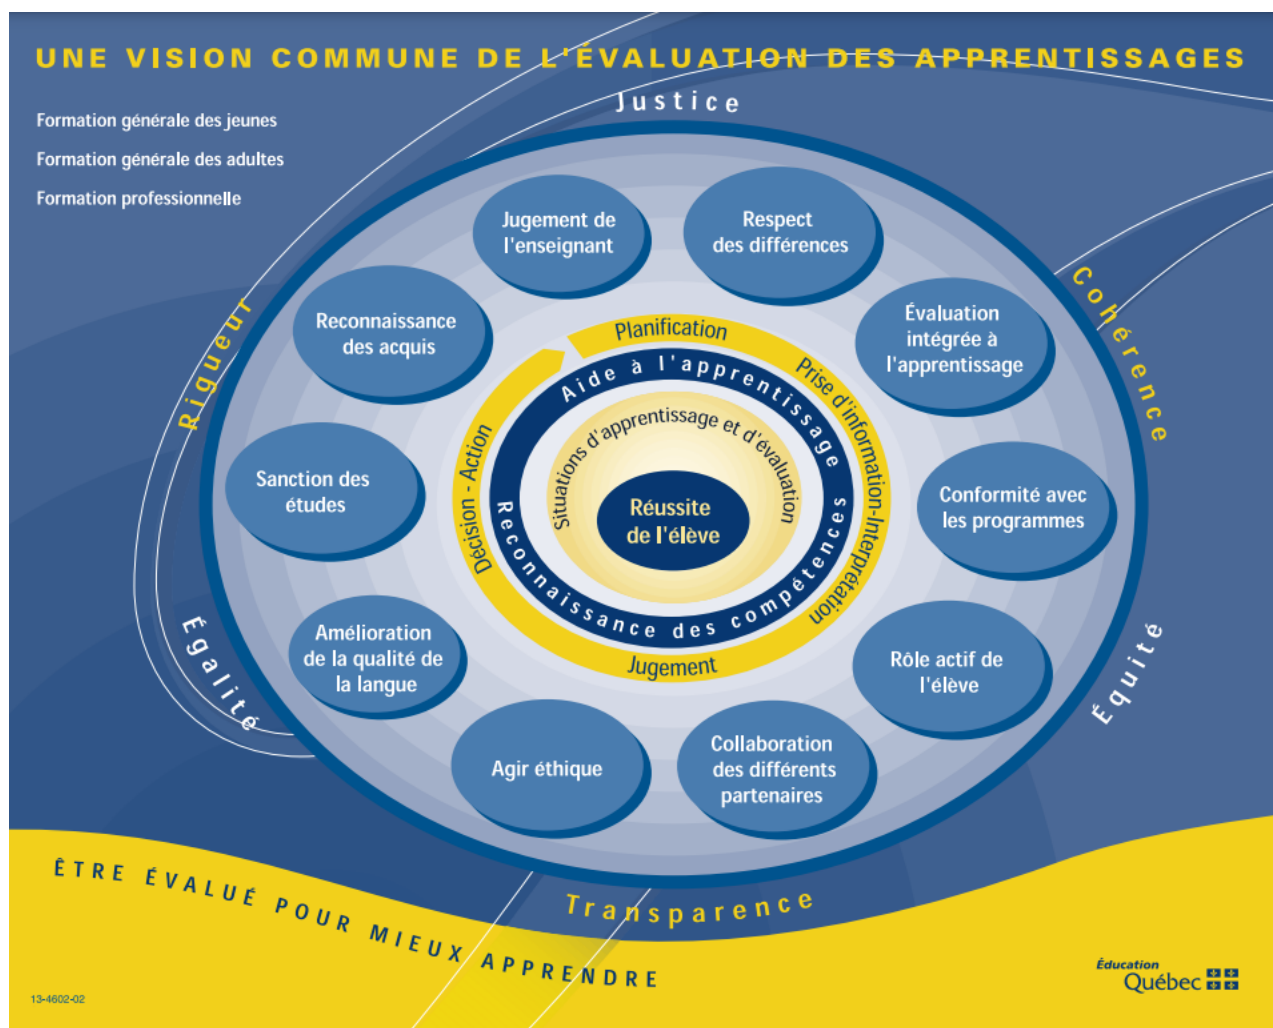 UNE VISION COMMUNE DE L'ÉVALUATION DES APPRENTISSAGES
Formation générale des jeunes
Formation générale des adultes
Formation professionnelle
Justice
Cohérence
Équité
Transparence
Égalité
Rigueur
Jugement de
l'enseignant
Respect
des différences
Évaluation
intégrée à
l'apprentissage
Conformité avec
les programmes
Rôle actif de
l'élève
Collaboration
des différents
partenaires
Agir éthique
Amélioration
de la qualité de
la langue
Sanction des
études
Reconnaissance
des acquis
Planification
Prise d'information-Interprétation
Jugement
Décision - Action
Aide à l'apprentissage
Reconnaissance des compétences
Situations d'apprentissage et d'évaluation
Réussite
de l'élève
ÊTRE ÉVALUÉ POUR MIEUX APPRENDRE
Éducation
Québec
13-4602-02